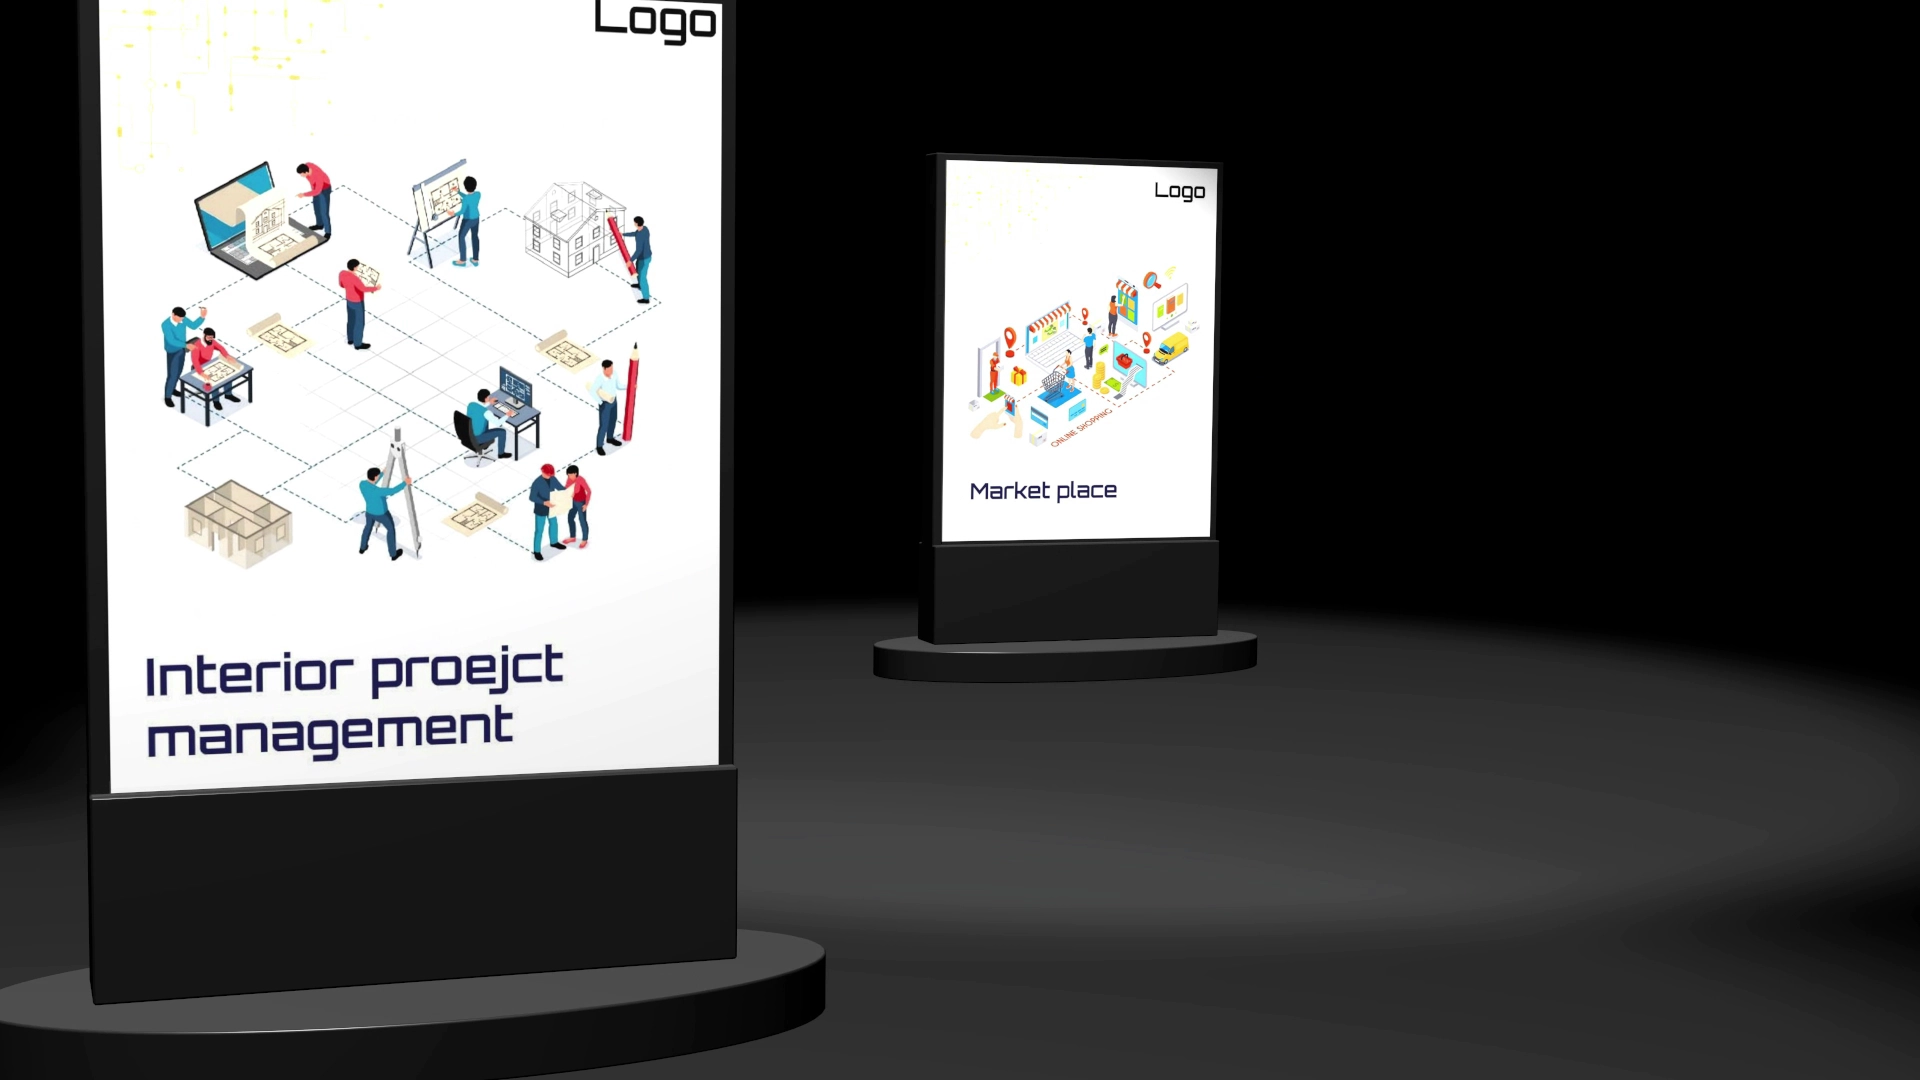 Logo
Interior proejct
management
Logo
ONLINE SHOPPING
Market place